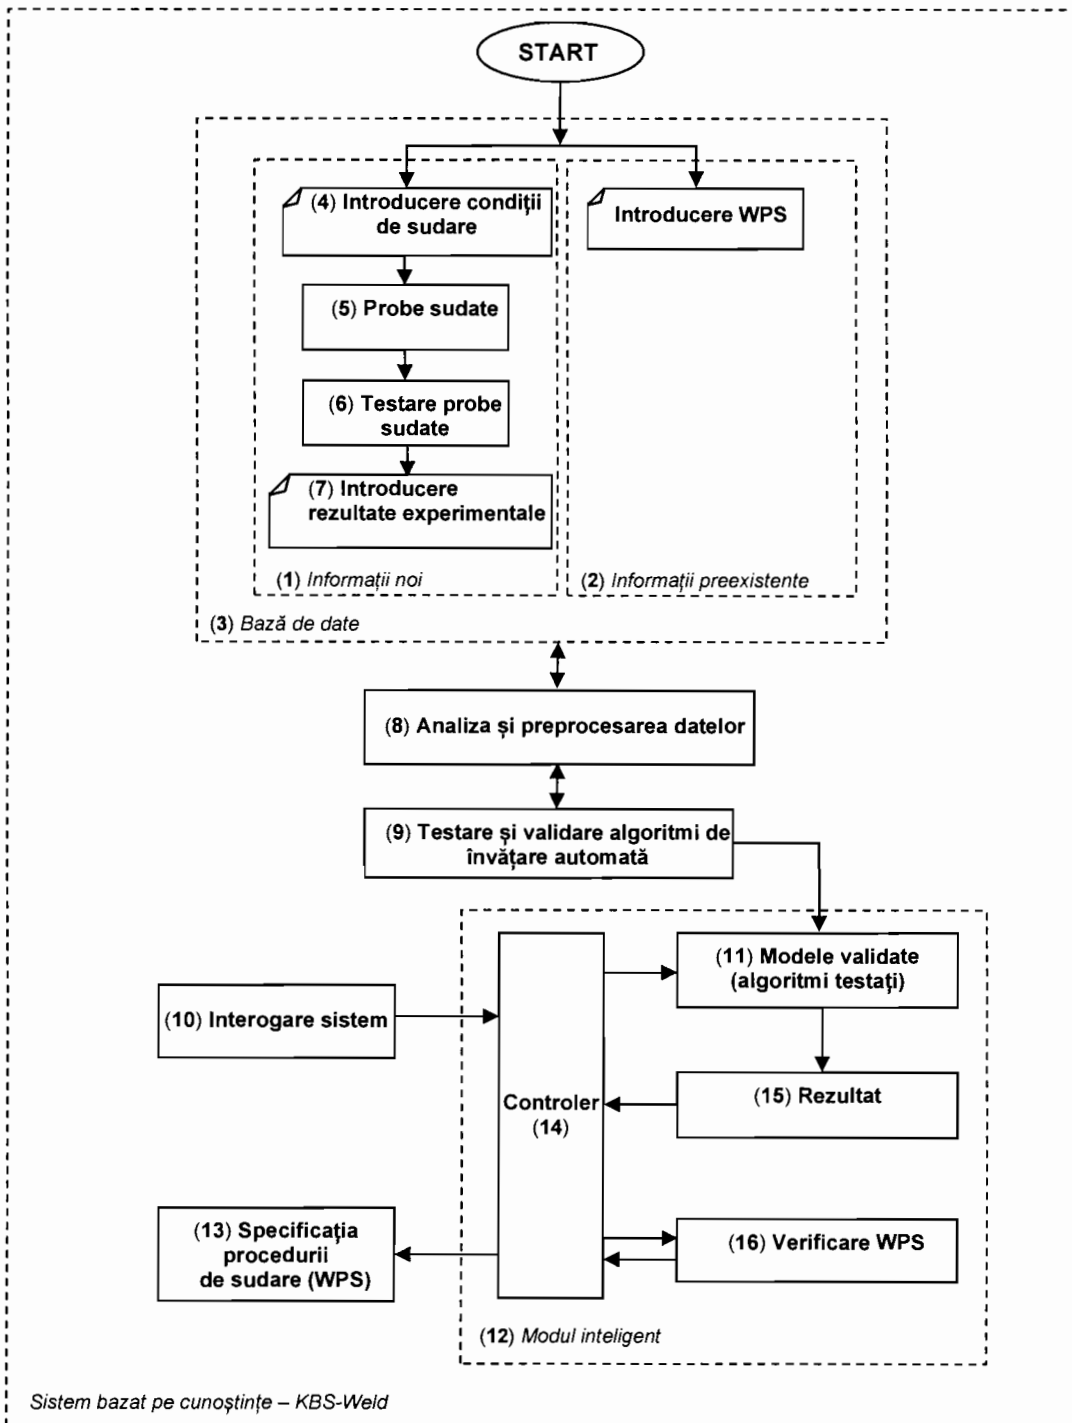 START
(4) Introducere condiții
de sudare
Introducere WPS
(5) Probe sudate
(6) Testare probe
sudate
(7) Introducere
rezultate experimentale
(1) Informații noi
(2) Informații preexistente
(3) Bază de date
(8) Analiza și preprocesarea datelor
(9) Testare și validare algoritmi de
învățare automată
(11) Modele validate
(algoritmi testați)
(10) Interogare sistem
Controler
(14)
(15) Rezultat
(13) Specificația
procedurii
de sudare (WPS)
(16) Verificare WPS
(12) Modul inteligent
Sistem bazat pe cunoștințe – KBS-Weld